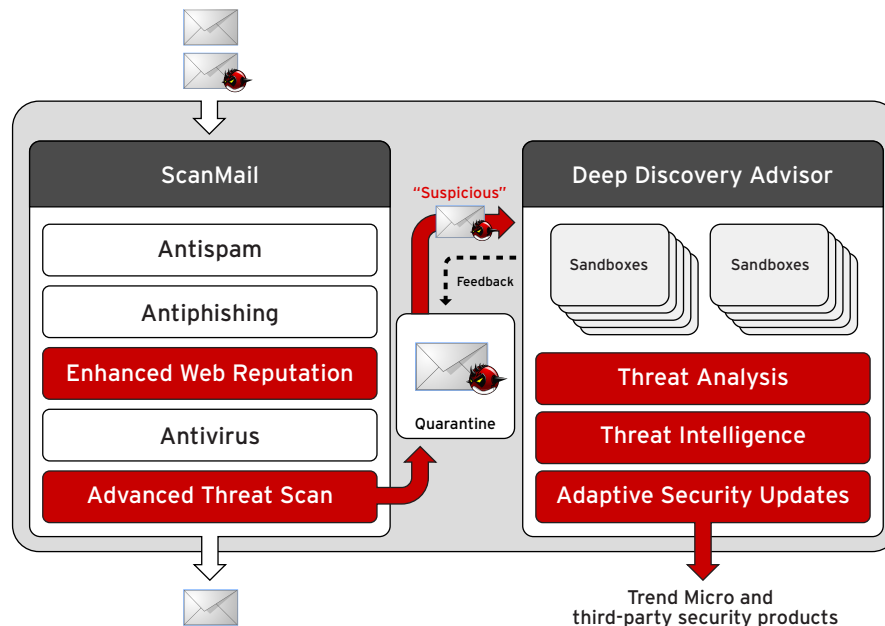 ScanMail
Antispam
Antiphishing
Enhanced Web Reputation
Antivirus
Advanced Threat Scan
“Suspicious”
Feedback
Quarantine
Deep Discovery Advisor
Sandboxes
Sandboxes
Threat Analysis
Threat Intelligence
Adaptive Security Updates
Trend Micro and
third-party security products